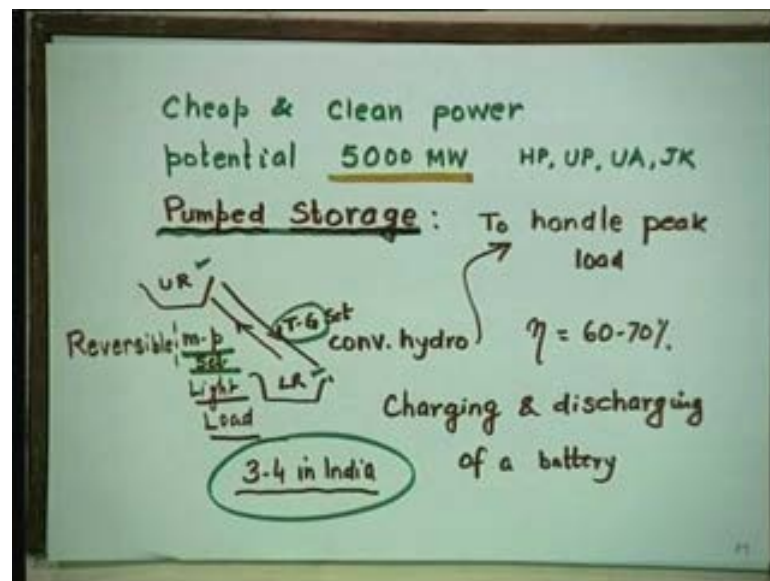 Cheap & Clean power
potential 5000 MW HP, UP, UA, JK
Pumped Storage : To handle peak
load
UR
T-G Set
Reversible m-p conv. hydro η = 60-70%.
Set
Light LR
Load
Charging & discharging
of a battery
3-4 in India